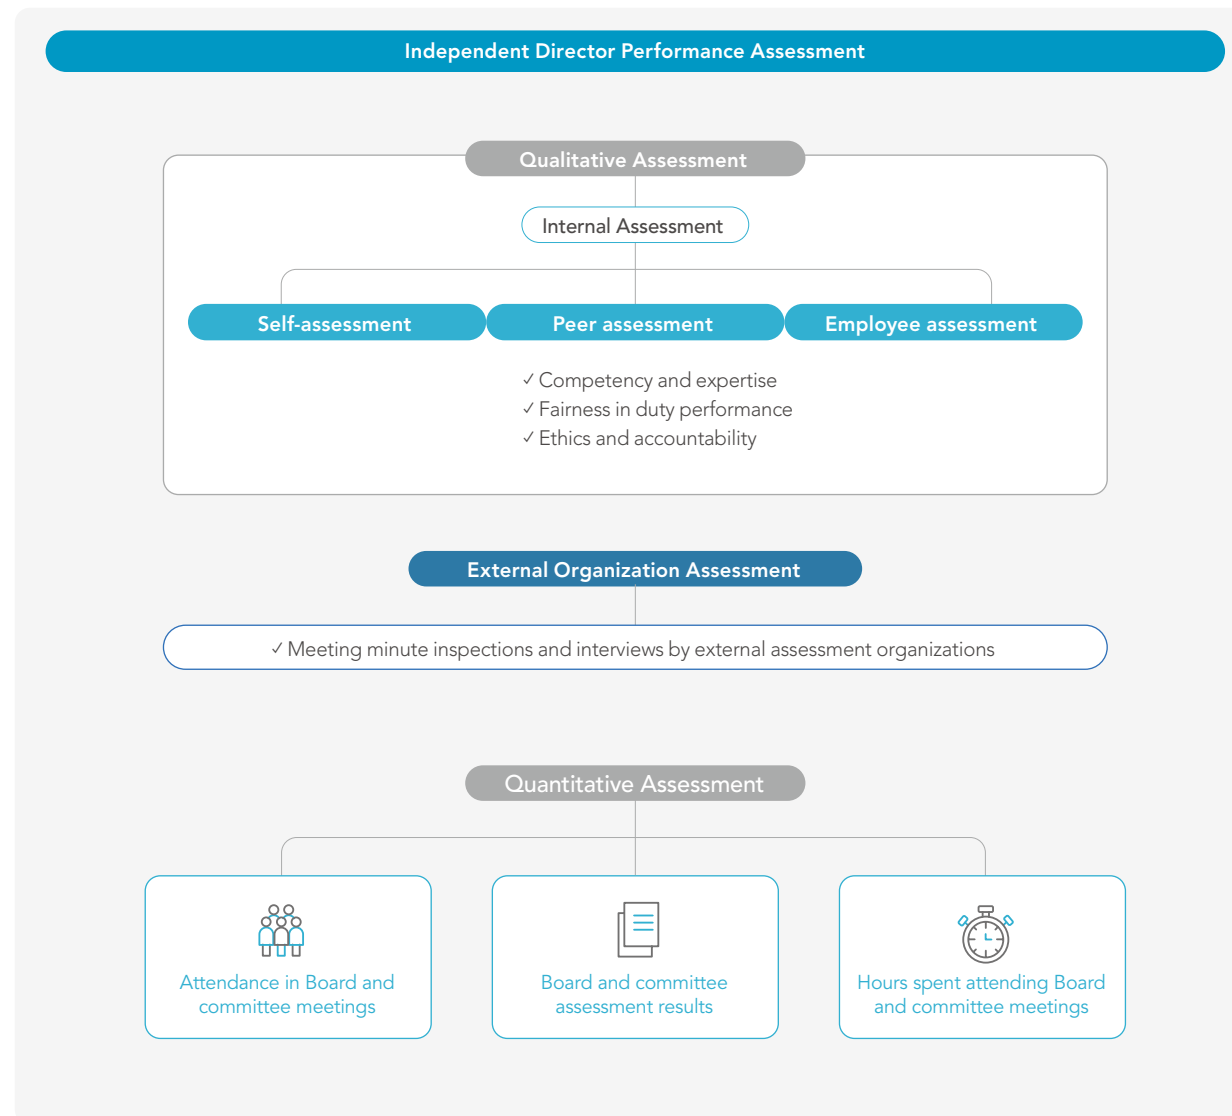 Independent Director Performance Assessment
Qualitative Assessment
Internal Assessment
Self-assessment
Peer assessment
Employee assessment
✓ Competency and expertise
✓ Fairness in duty performance
✓ Ethics and accountability
External Organization Assessment
✓ Meeting minute inspections and interviews by external assessment organizations
Quantitative Assessment
Attendance in Board and
committee meetings
Board and committee
assessment results
Hours spent attending Board
and committee meetings